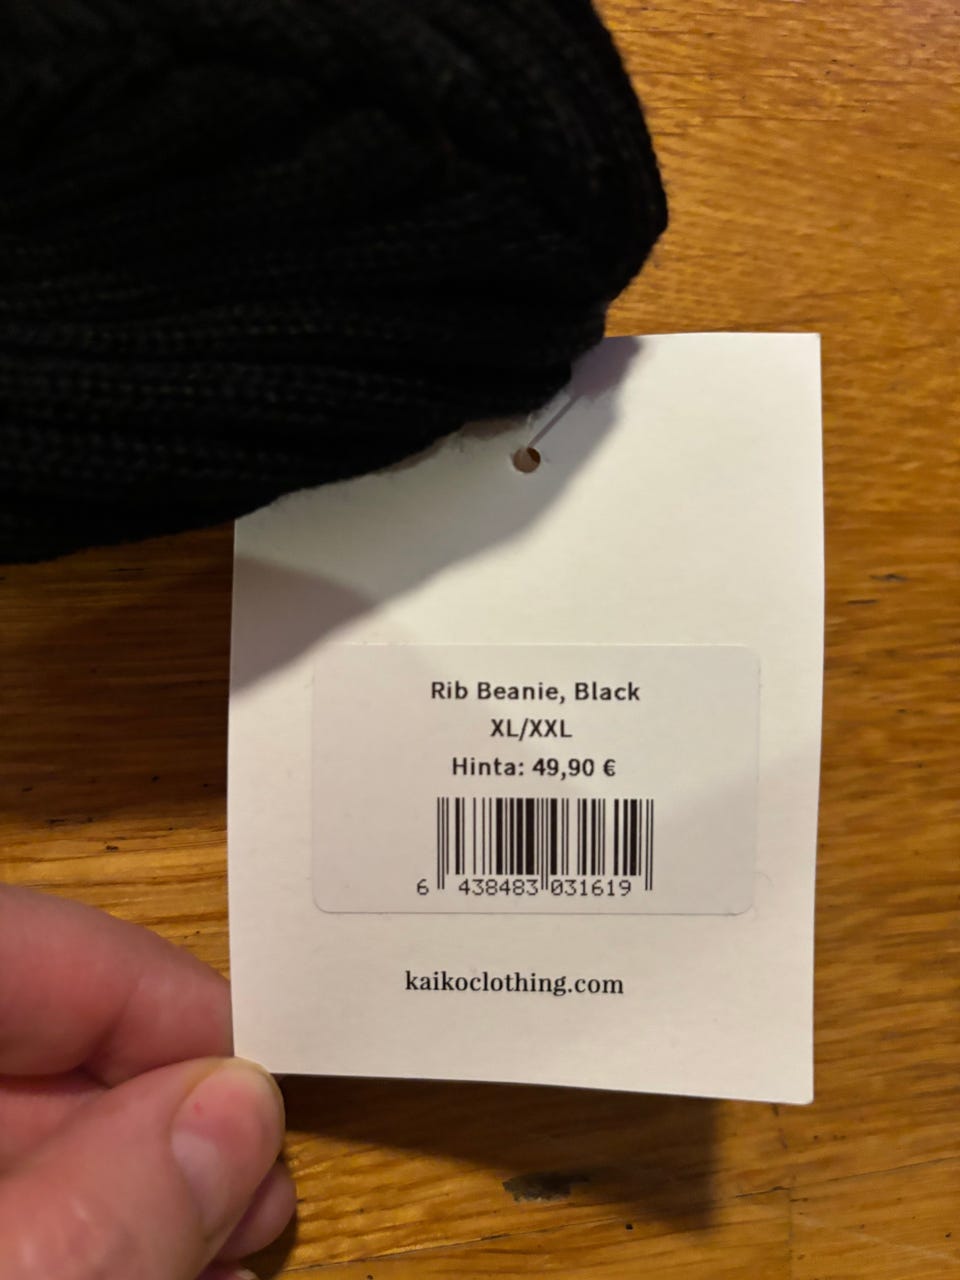 Rib Beanie, Black
XL/XXL
Hinta: 49,90 €
6 438483 031619
kaikoclothing.com